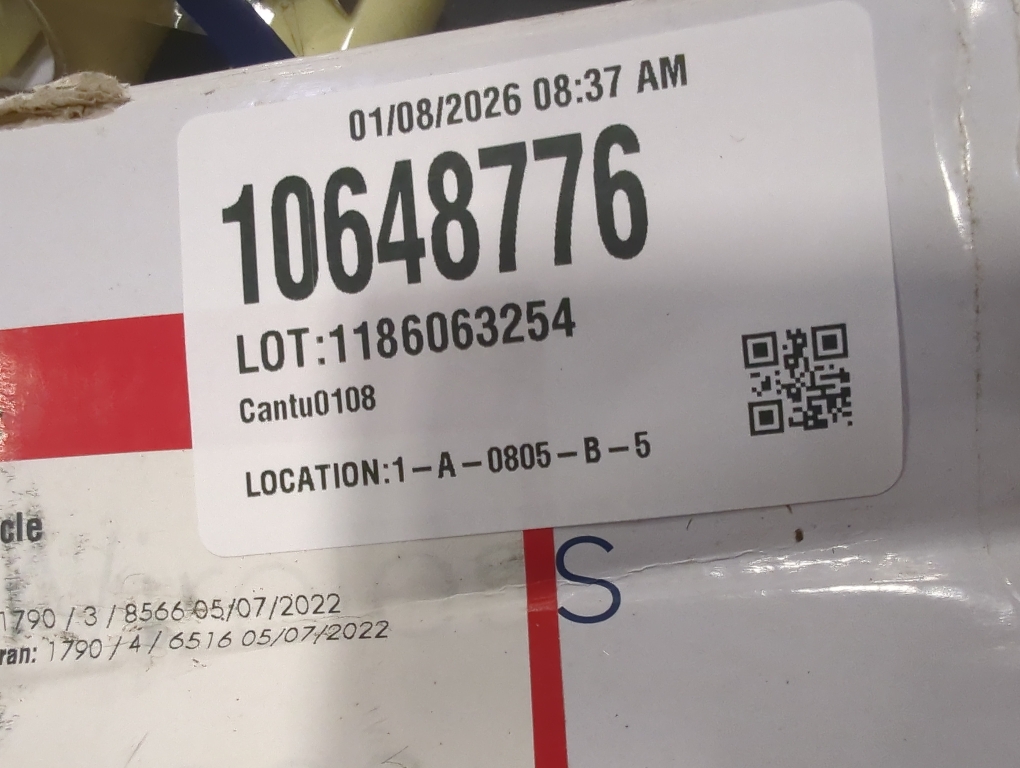 01/08/2026 08:37 AM
10648776
LOT:1186063254
Cantu0108
LOCATION:1-A-0805-B-5
cle
S
1790 / 3 / 8566 05/07/2022
ran: 1790 / 4 / 6516 05/07/2022